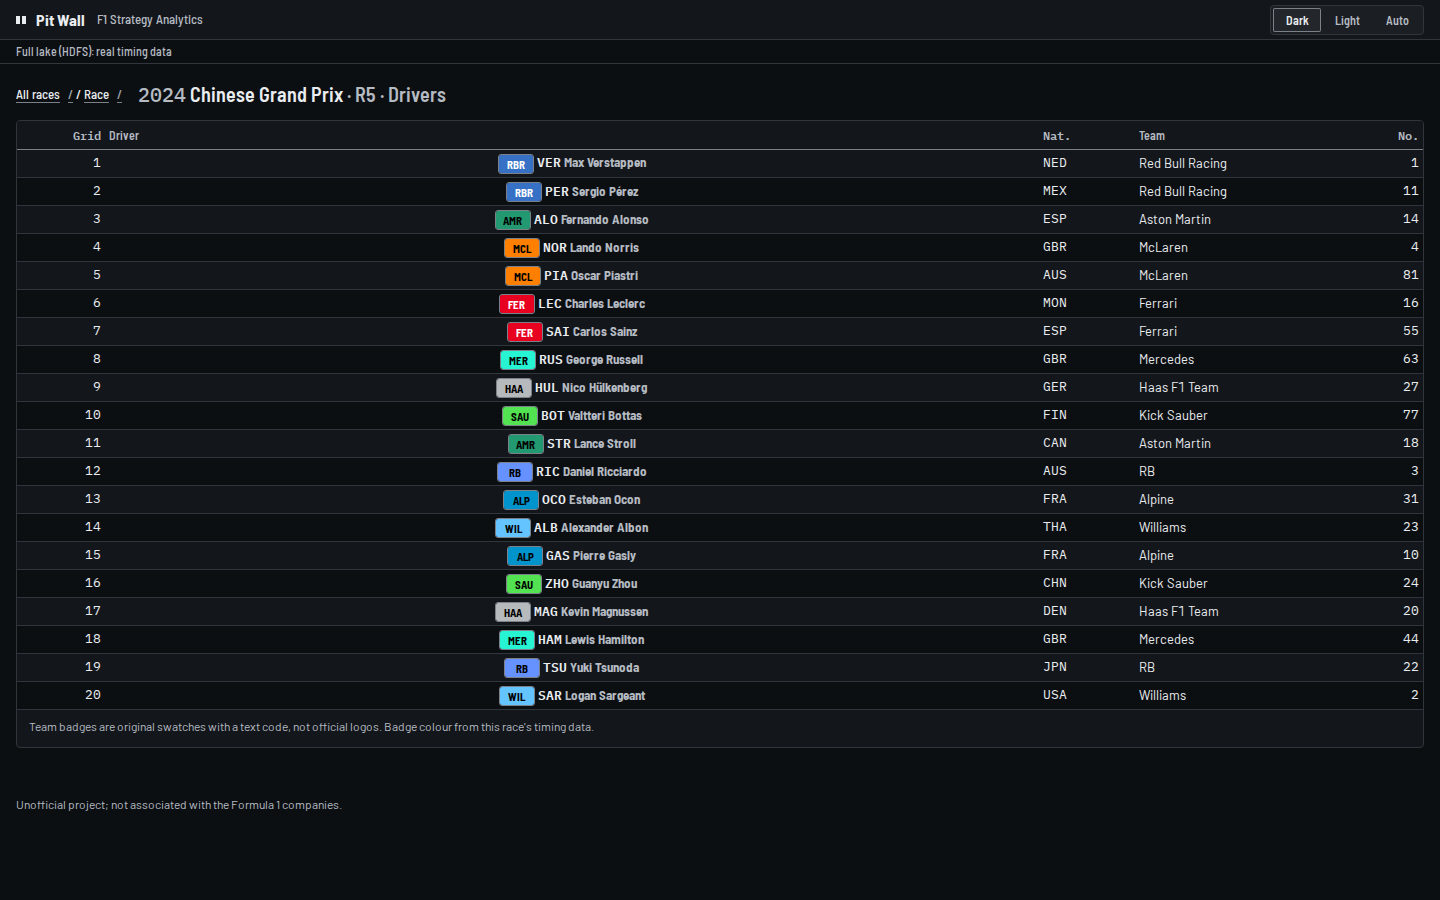 Pit Wall F1 Strategy Analytics Dark Light Auto
Full lake (HDFS): real timing data
All races / / Race / 2024 Chinese Grand Prix · R5 · Drivers
Grid Driver Nat. Team No.
1 RBR VER Max Verstappen NED Red Bull Racing 1
2 RBR PER Sergio Pérez MEX Red Bull Racing 11
3 AMR ALO Fernando Alonso ESP Aston Martin 14
4 MCL NOR Lando Norris GBR McLaren 4
5 MCL PIA Oscar Piastri AUS McLaren 81
6 FER LEC Charles Leclerc MON Ferrari 16
7 FER SAI Carlos Sainz ESP Ferrari 55
8 MER RUS George Russell GBR Mercedes 63
9 HAA HUL Nico Hülkenberg GER Haas F1 Team 27
10 SAU BOT Valtteri Bottas FIN Kick Sauber 77
11 AMR STR Lance Stroll CAN Aston Martin 18
12 RB RIC Daniel Ricciardo AUS RB 3
13 ALP OCO Esteban Ocon FRA Alpine 31
14 WIL ALB Alexander Albon THA Williams 23
15 ALP GAS Pierre Gasly FRA Alpine 10
16 SAU ZHO Guanyu Zhou CHN Kick Sauber 24
17 HAA MAG Kevin Magnussen DEN Haas F1 Team 20
18 MER HAM Lewis Hamilton GBR Mercedes 44
19 RB TSU Yuki Tsunoda JPN RB 22
20 WIL SAR Logan Sargeant USA Williams 2
Team badges are original swatches with a text code, not official logos. Badge colour from this race's timing data.
Unofficial project; not associated with the Formula 1 companies.